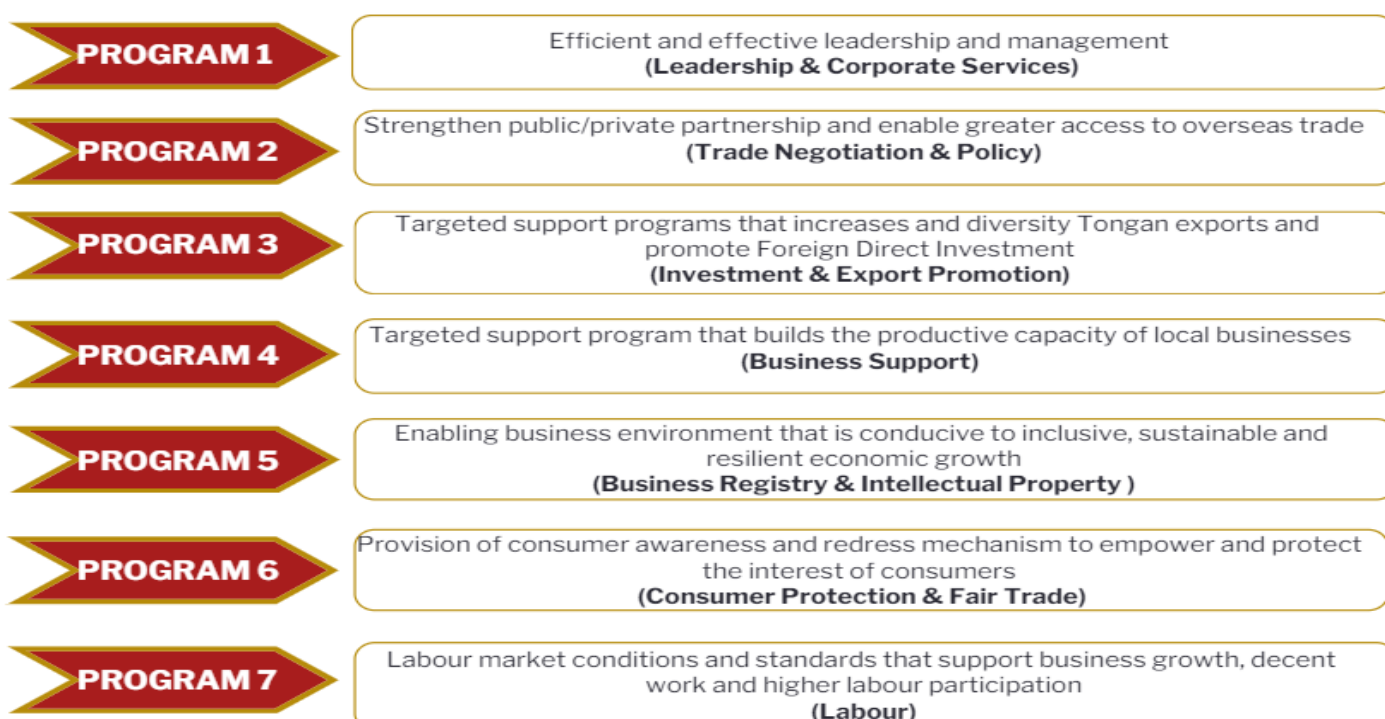 PROGRAM 1
Efficient and effective leadership and management
(Leadership & Corporate Services)
PROGRAM 2
Strengthen public/private partnership and enable greater access to overseas trade
(Trade Negotiation & Policy)
PROGRAM 3
Targeted support programs that increases and diversity Tongan exports and
promote Foreign Direct Investment
(Investment & Export Promotion)
PROGRAM 4
Targeted support program that builds the productive capacity of local businesses
(Business Support)
PROGRAM 5
Enabling business environment that is conducive to inclusive, sustainable and
resilient economic growth
(Business Registry & Intellectual Property )
PROGRAM 6
Provision of consumer awareness and redress mechanism to empower and protect
the interest of consumers
(Consumer Protection & Fair Trade)
PROGRAM 7
Labour market conditions and standards that support business growth, decent
work and higher labour participation
(Labour)